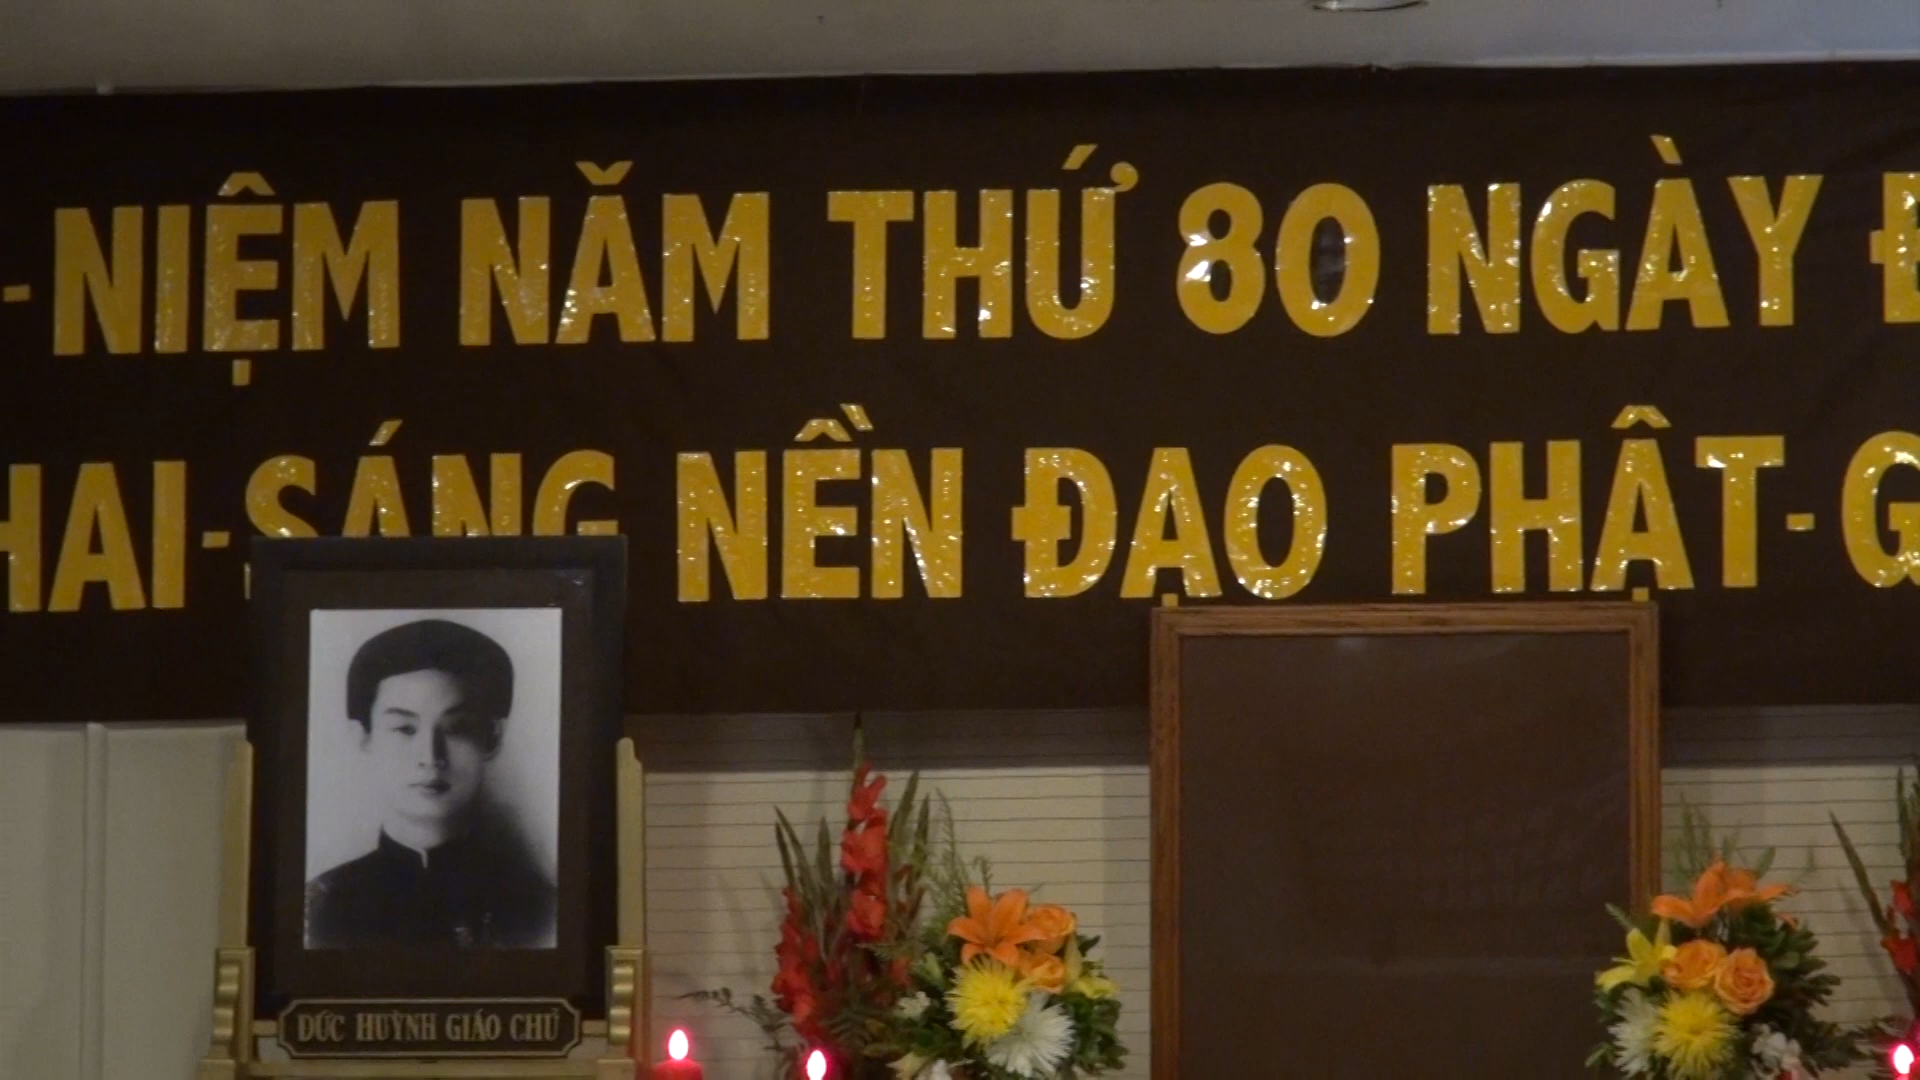 - NIỆM NĂM THỨ 80 NGÀY Đ
HAI - SÁNG NỀN ĐẠO PHẬT - G
ĐỨC HUỲNH GIÁO CHỦ